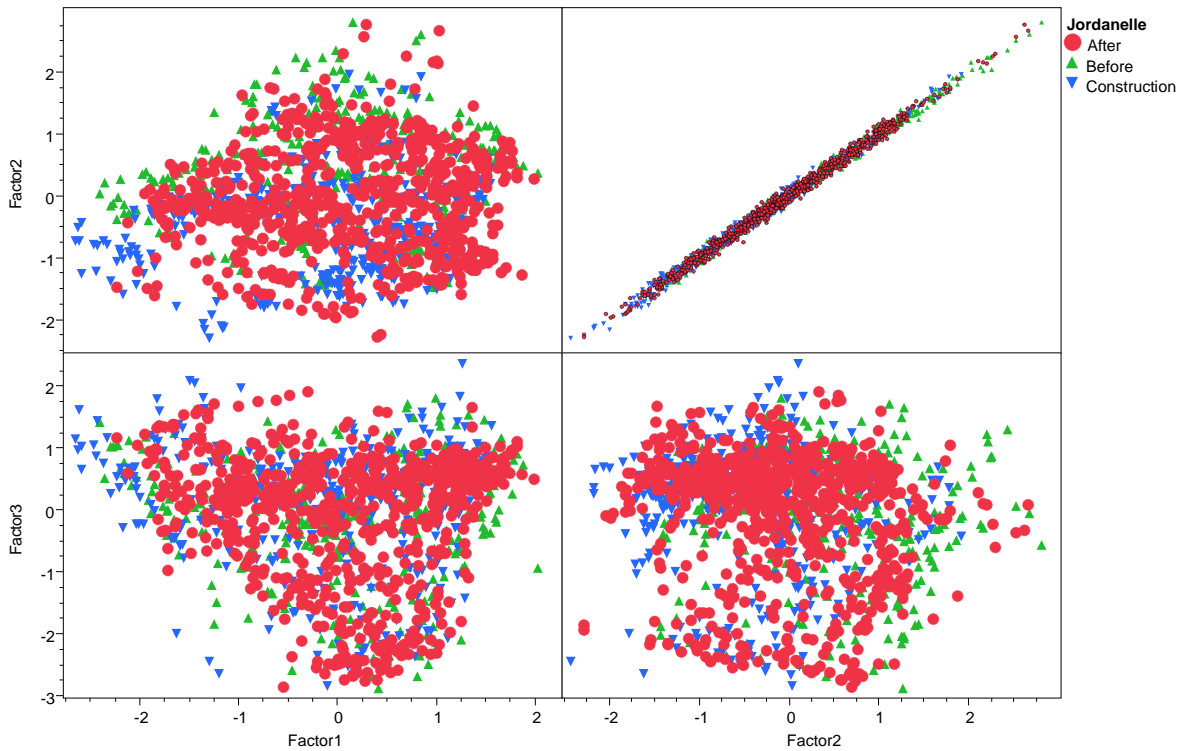 Jordanelle
After
Before
Construction
Factor2
2
1
0
-1
-2
Factor3
2
1
0
-1
-2
-3
-2 -1 0 1 2
-2 -1 0 1 2
Factor1 Factor2